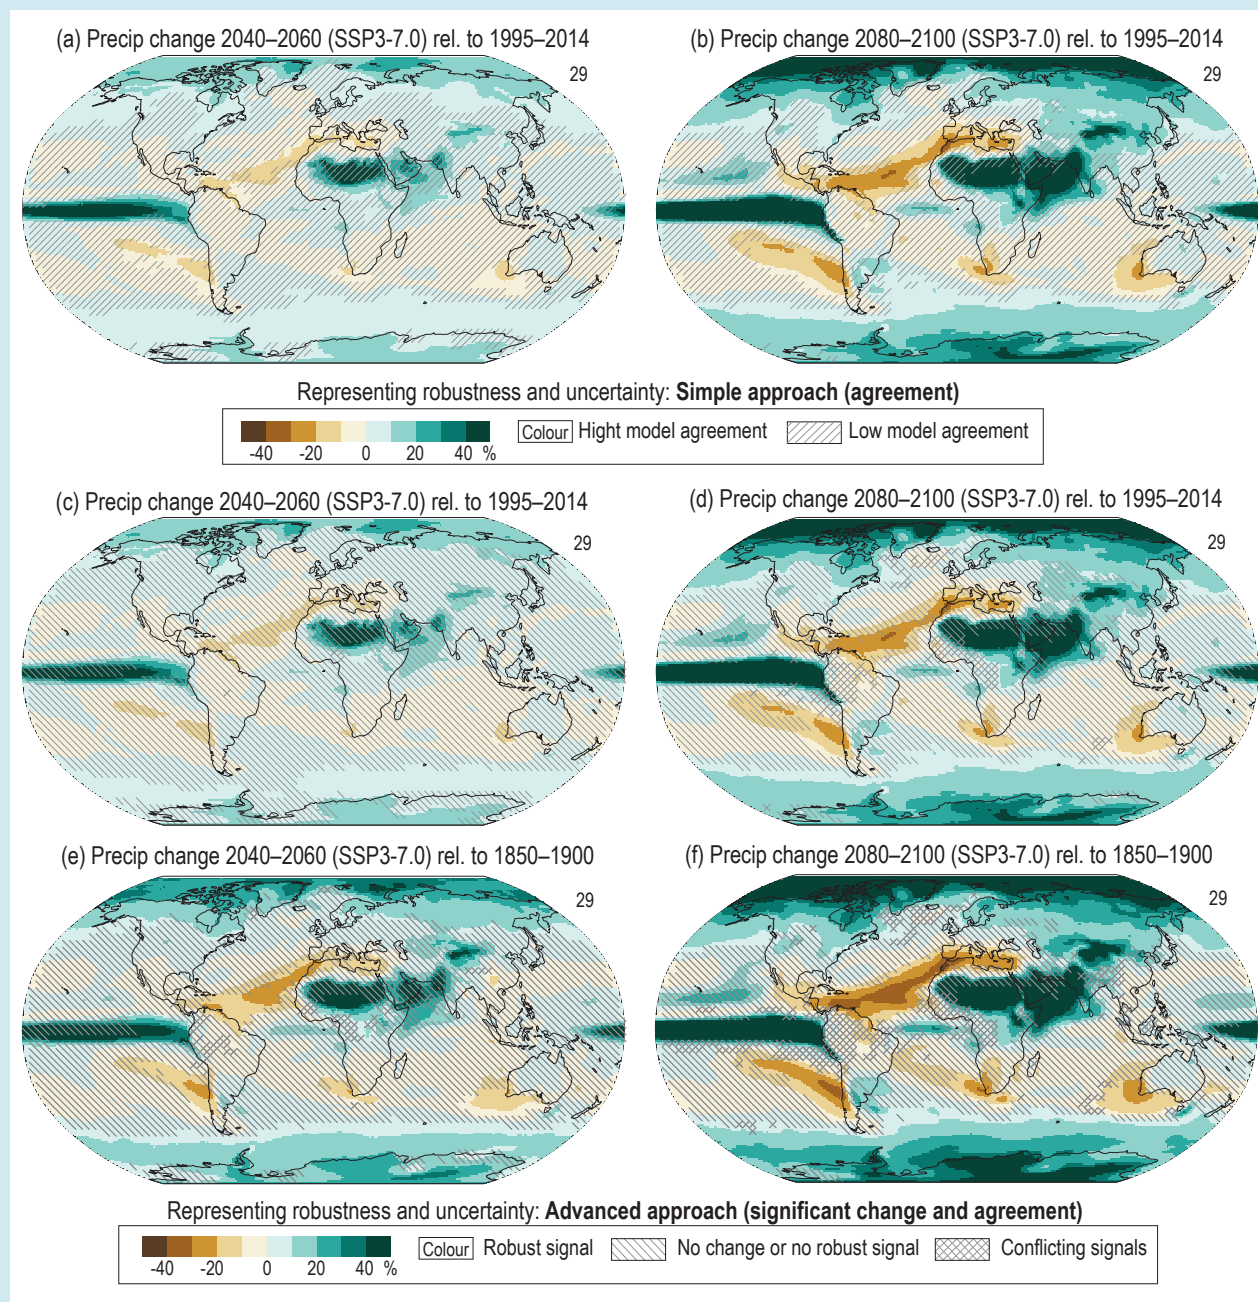 (a) Precip change 2040–2060 (SSP3-7.0) rel. to 1995–2014
29
(b) Precip change 2080–2100 (SSP3-7.0) rel. to 1995–2014
29
Representing robustness and uncertainty: Simple approach (agreement)
-40 -20 0 20 40 %
Colour Hight model agreement
Low model agreement
(c) Precip change 2040–2060 (SSP3-7.0) rel. to 1995–2014
29
(d) Precip change 2080–2100 (SSP3-7.0) rel. to 1995–2014
29
(e) Precip change 2040–2060 (SSP3-7.0) rel. to 1850–1900
29
(f) Precip change 2080–2100 (SSP3-7.0) rel. to 1850–1900
29
Representing robustness and uncertainty: Advanced approach (significant change and agreement)
-40 -20 0 20 40 %
Colour Robust signal
No change or no robust signal
Conflicting signals